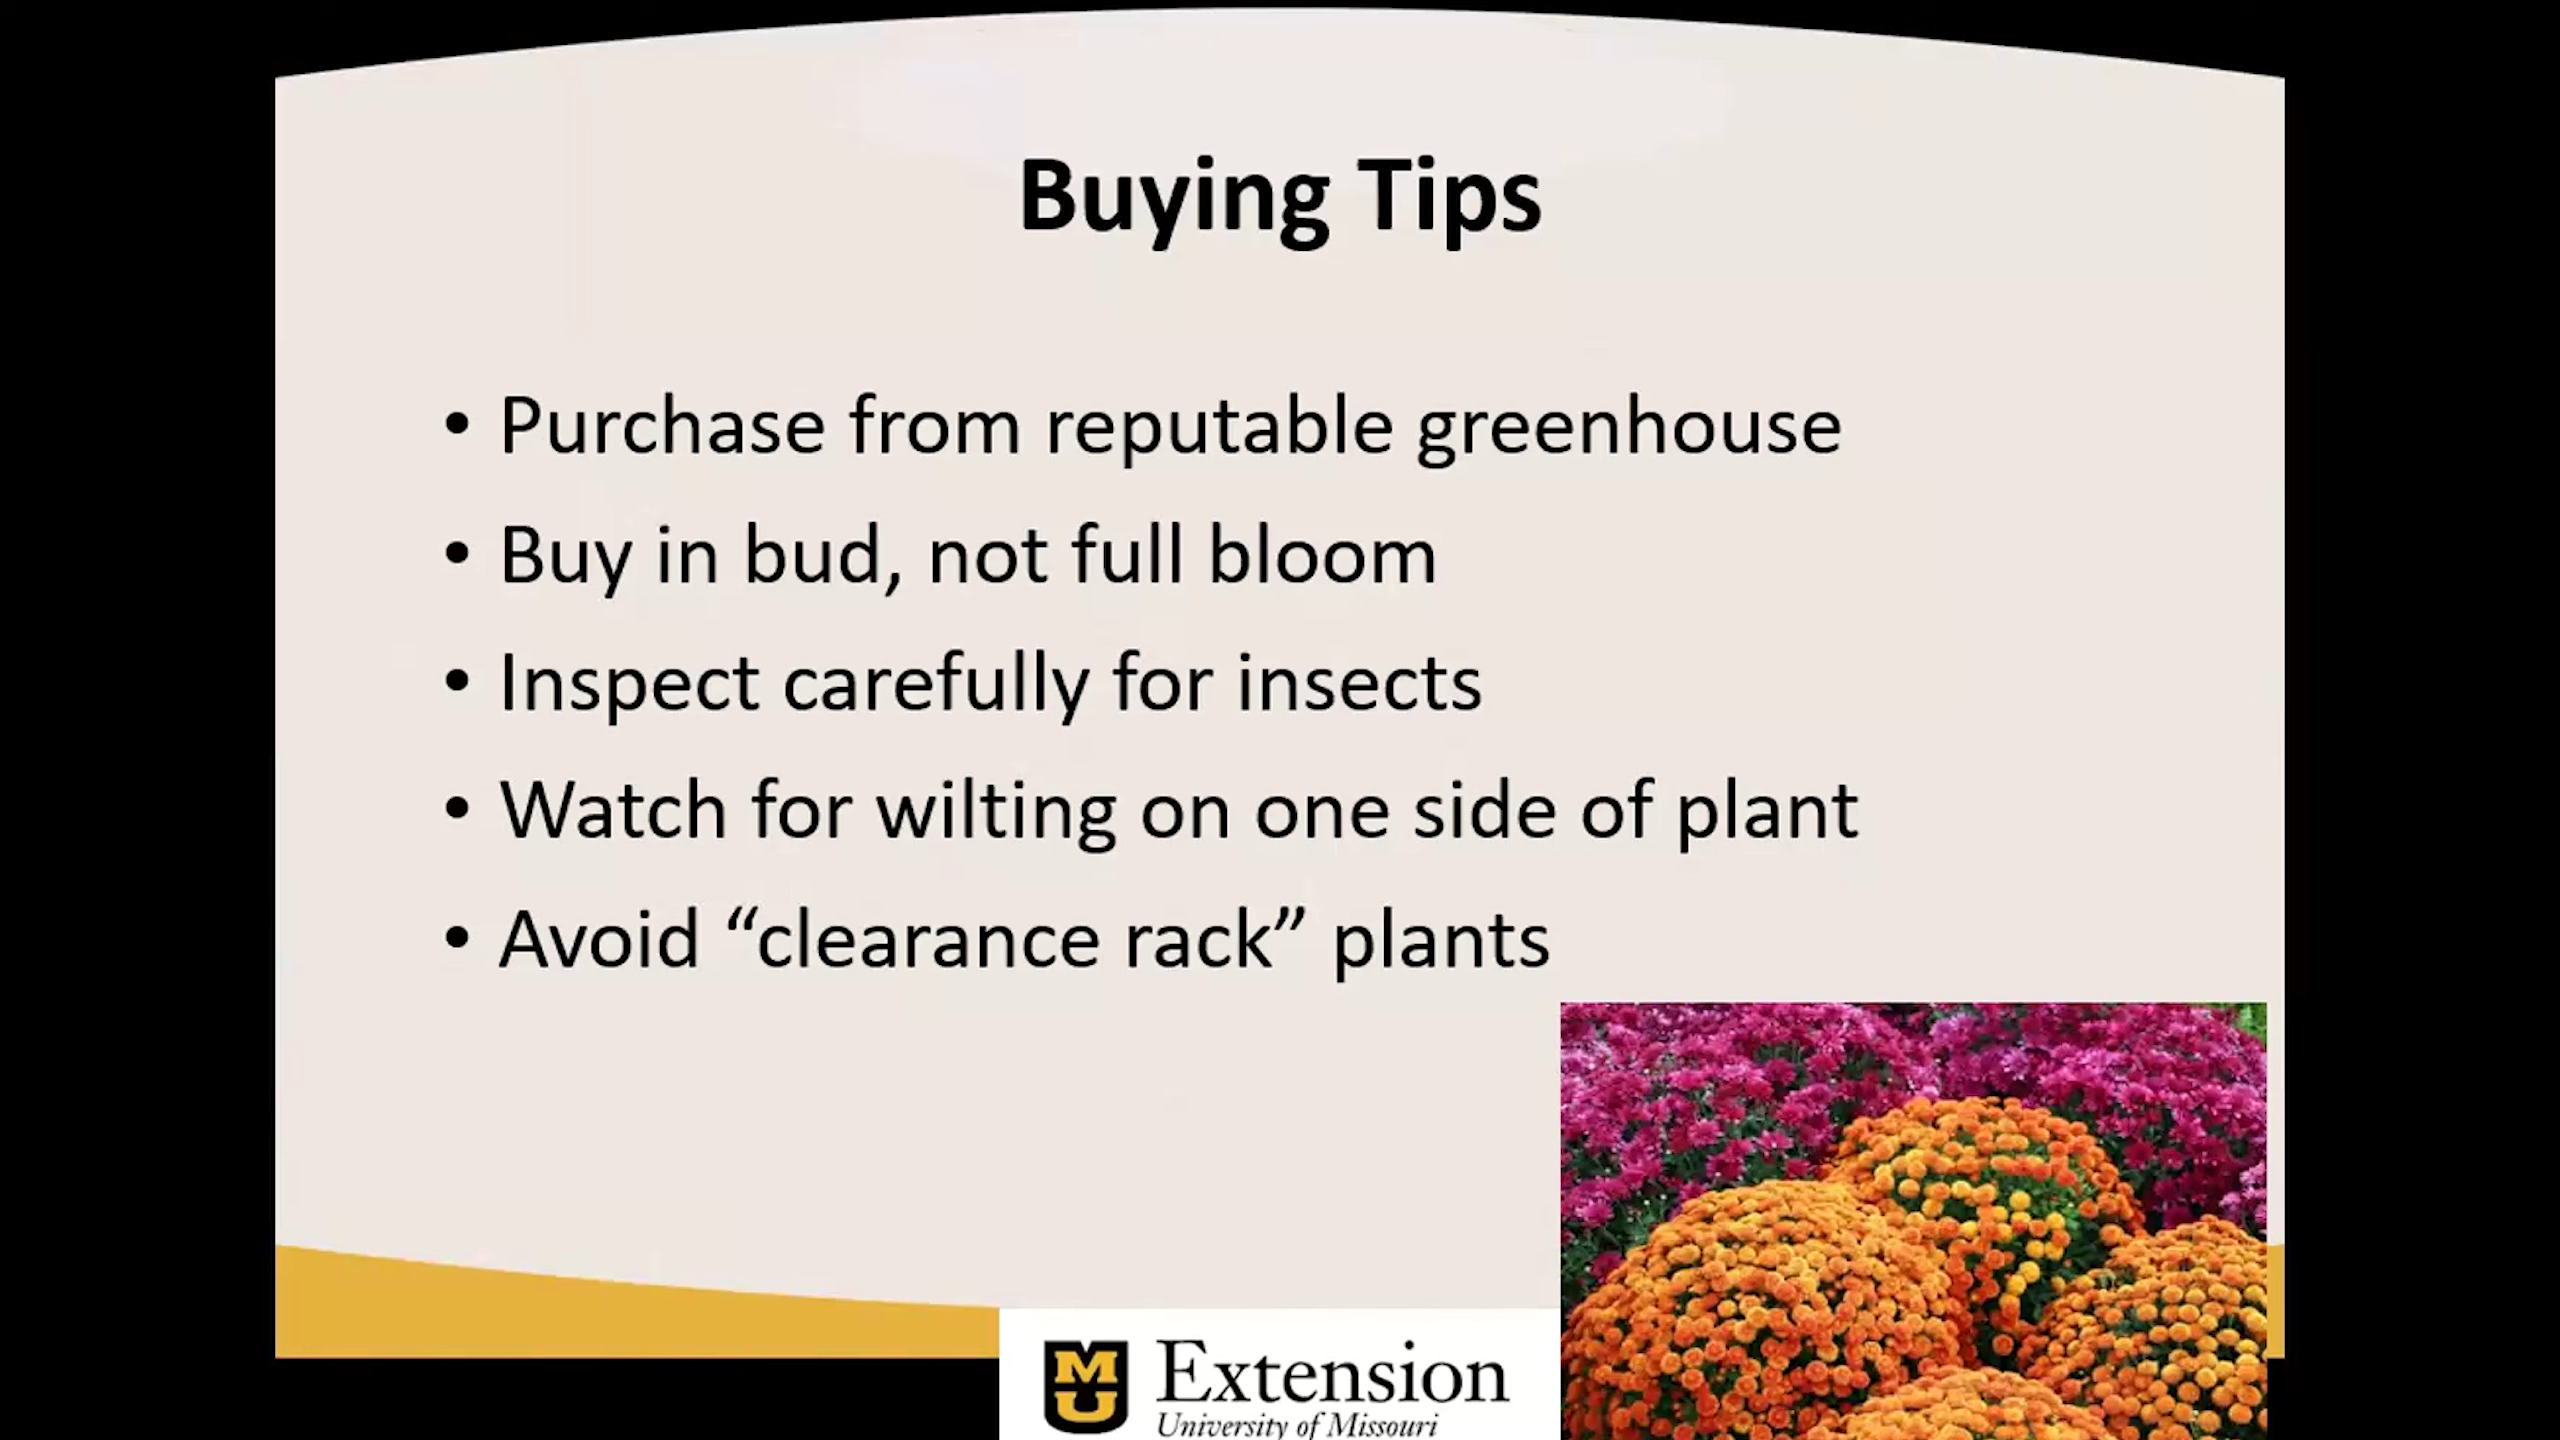 Buying Tips
• Purchase from reputable greenhouse
• Buy in bud, not full bloom
• Inspect carefully for insects
• Watch for wilting on one side of plant
• Avoid “clearance rack” plants
MU Extension
University of Missouri